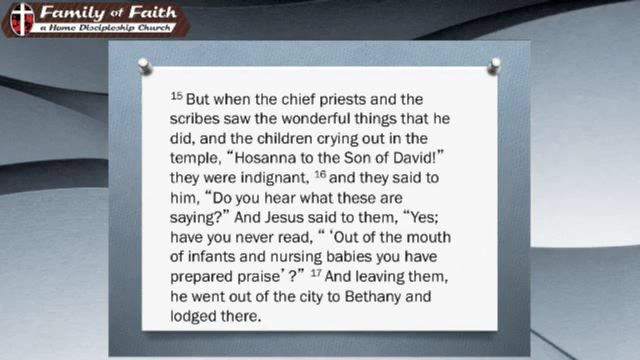 Family of Faith
a Home Discipleship Church
15 But when the chief priests and the
scribes saw the wonderful things that he
did, and the children crying out in the
temple, “Hosanna to the Son of David!”
they were indignant, 16 and they said to
him, “Do you hear what these are
saying?” And Jesus said to them, “Yes;
have you never read, “ ‘Out of the mouth
of infants and nursing babies you have
prepared praise’ ?” 17 And leaving them,
he went out of the city to Bethany and
lodged there.